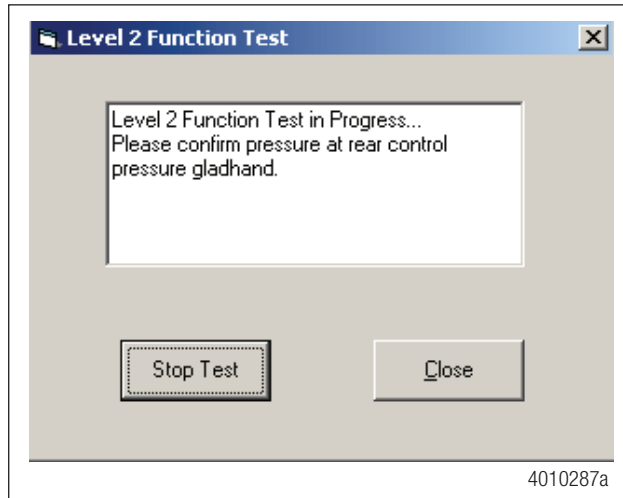 Level 2 Function Test
Level 2 Function Test in Progress...
Please confirm pressure at rear control
pressure gladhand.
Stop Test
Close
4010287a